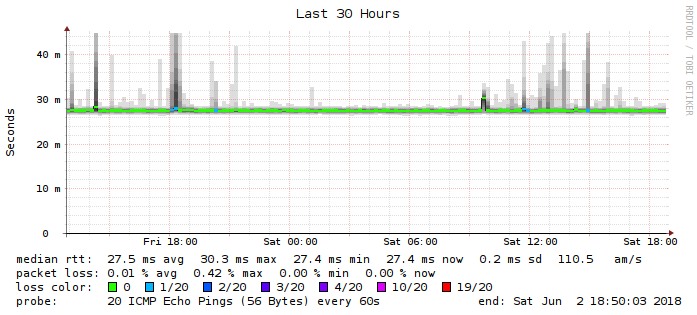 Last 30 Hours
RRDTOOL / TOBI OETIKER
Seconds
40 m
30 m
20 m
10 m
0
Fri 18:00 Sat 00:00 Sat 06:00 Sat 12:00 Sat 18:00
median rtt: 27.5 ms avg 30.3 ms max 27.4 ms min 27.4 ms now 0.2 ms sd 110.5 am/s
packet loss: 0.01 % avg 0.42 % max 0.00 % min 0.00 % now
loss color: 0 1/20 2/20 3/20 4/20 10/20 19/20
probe: 20 ICMP Echo Pings (56 Bytes) every 60s end: Sat Jun 2 18:50:03 2018